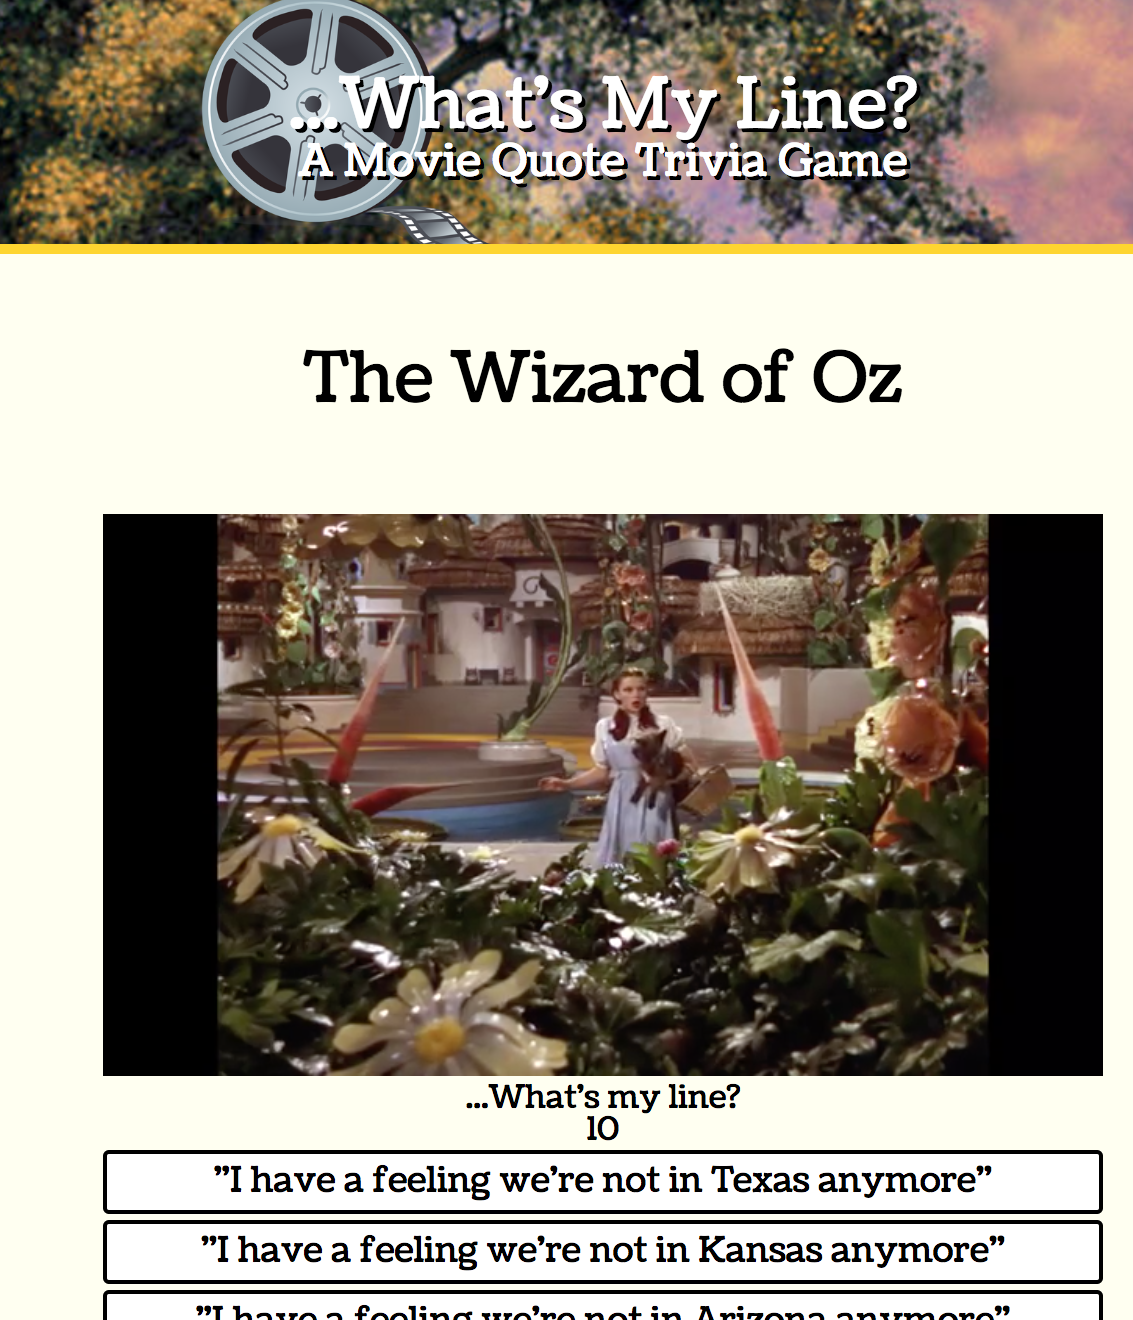 ...What’s My Line?
A Movie Quote Trivia Game
The Wizard of Oz
...What’s my line?
10
”I have a feeling we’re not in Texas anymore”
”I have a feeling we’re not in Kansas anymore”
”I have a feeling we’re not in Arizona anymore”